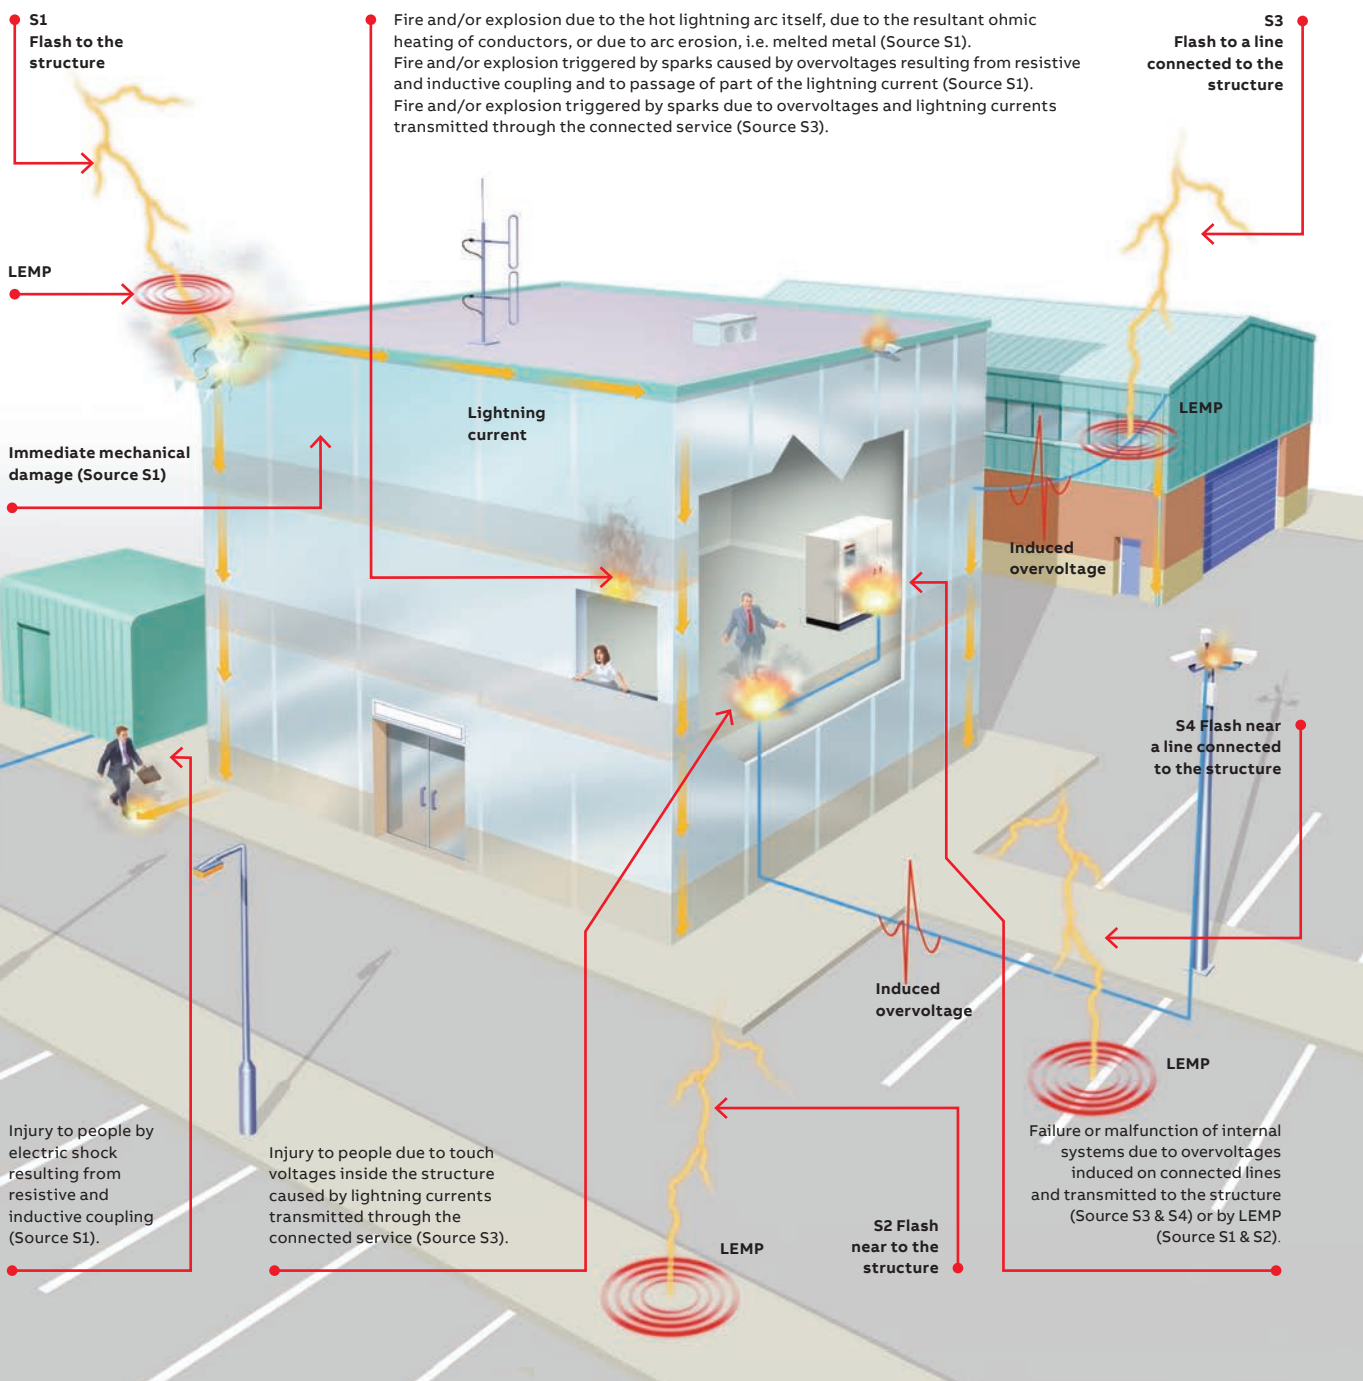 S1
Flash to the
structure
Fire and/or explosion due to the hot lightning arc itself, due to the resultant ohmic
heating of conductors, or due to arc erosion, i.e. melted metal (Source S1).
Fire and/or explosion triggered by sparks caused by overvoltages resulting from resistive
and inductive coupling and to passage of part of the lightning current (Source S1).
Fire and/or explosion triggered by sparks due to overvoltages and lightning currents
transmitted through the connected service (Source S3).
S3
Flash to a line
connected to the
structure
LEMP
Lightning
current
LEMP
Immediate mechanical
damage (Source S1)
Induced
overvoltage
S4 Flash near
a line connected
to the structure
Induced
overvoltage
LEMP
Injury to people by
electric shock
resulting from
resistive and
inductive coupling
(Source S1).
Injury to people due to touch
voltages inside the structure
caused by lightning currents
transmitted through the
connected service (Source S3).
LEMP
S2 Flash
near to the
structure
Failure or malfunction of internal
systems due to overvoltages
induced on connected lines
and transmitted to the structure
(Source S3 & S4) or by LEMP
(Source S1 & S2).